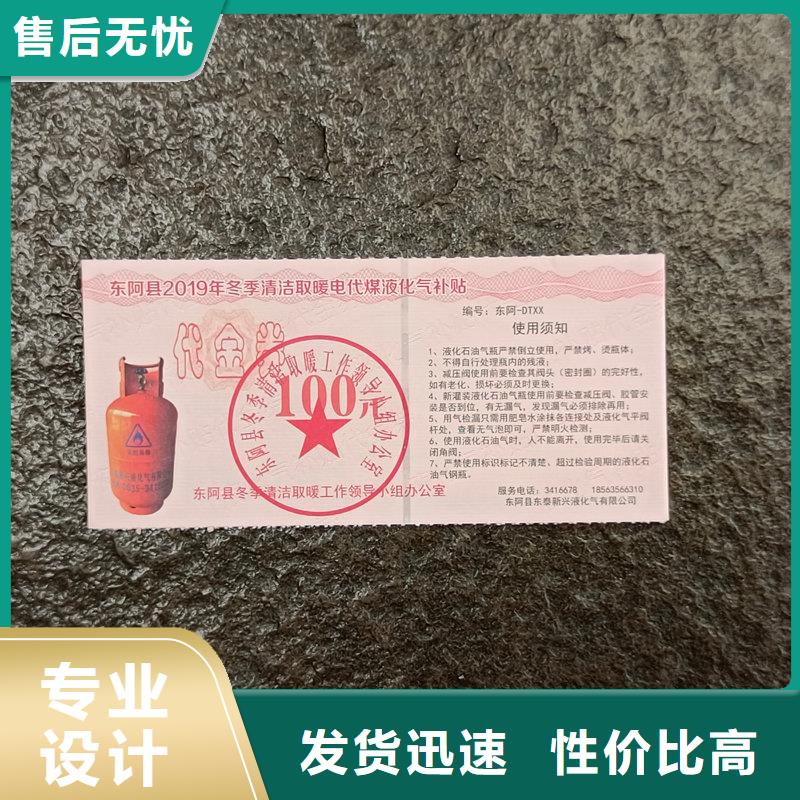 售后无忧
东阿县2019年冬季清洁取暖电代煤液化气补贴
代金券
100元
东阿县冬季清洁取暖工作领导小组办公室
东阿县冬季清洁取暖工作领导小组办公室
编号：东阿-DTXX
使用须知
1、液化石油气瓶严禁倒立使用，严禁烤、烫瓶体；
2、不得自行处理瓶内的残液；
3、减压阀使用前要检查其阀头（密封圈）的完好性，
如有老化、损坏必须及时更换；
4、新灌装液化石油气瓶使用前要检查减压阀、胶管安
装是否到位，有无漏气，发现漏气必须排除再用；
5、用气检漏只需用肥皂水涂抹各连接处及液化气平阀
杆处，查看无气泡即可，严禁明火检测；
6、使用液化石油气时，人不能离开，使用完毕后请关
闭角阀；
7、严禁使用标识标记不清楚、超过检验周期的液化石
油气钢瓶。
服务电话：3416678 18563566310
东阿县东泰新兴液化气有限公司
专业
设计
发货迅速 性价比高